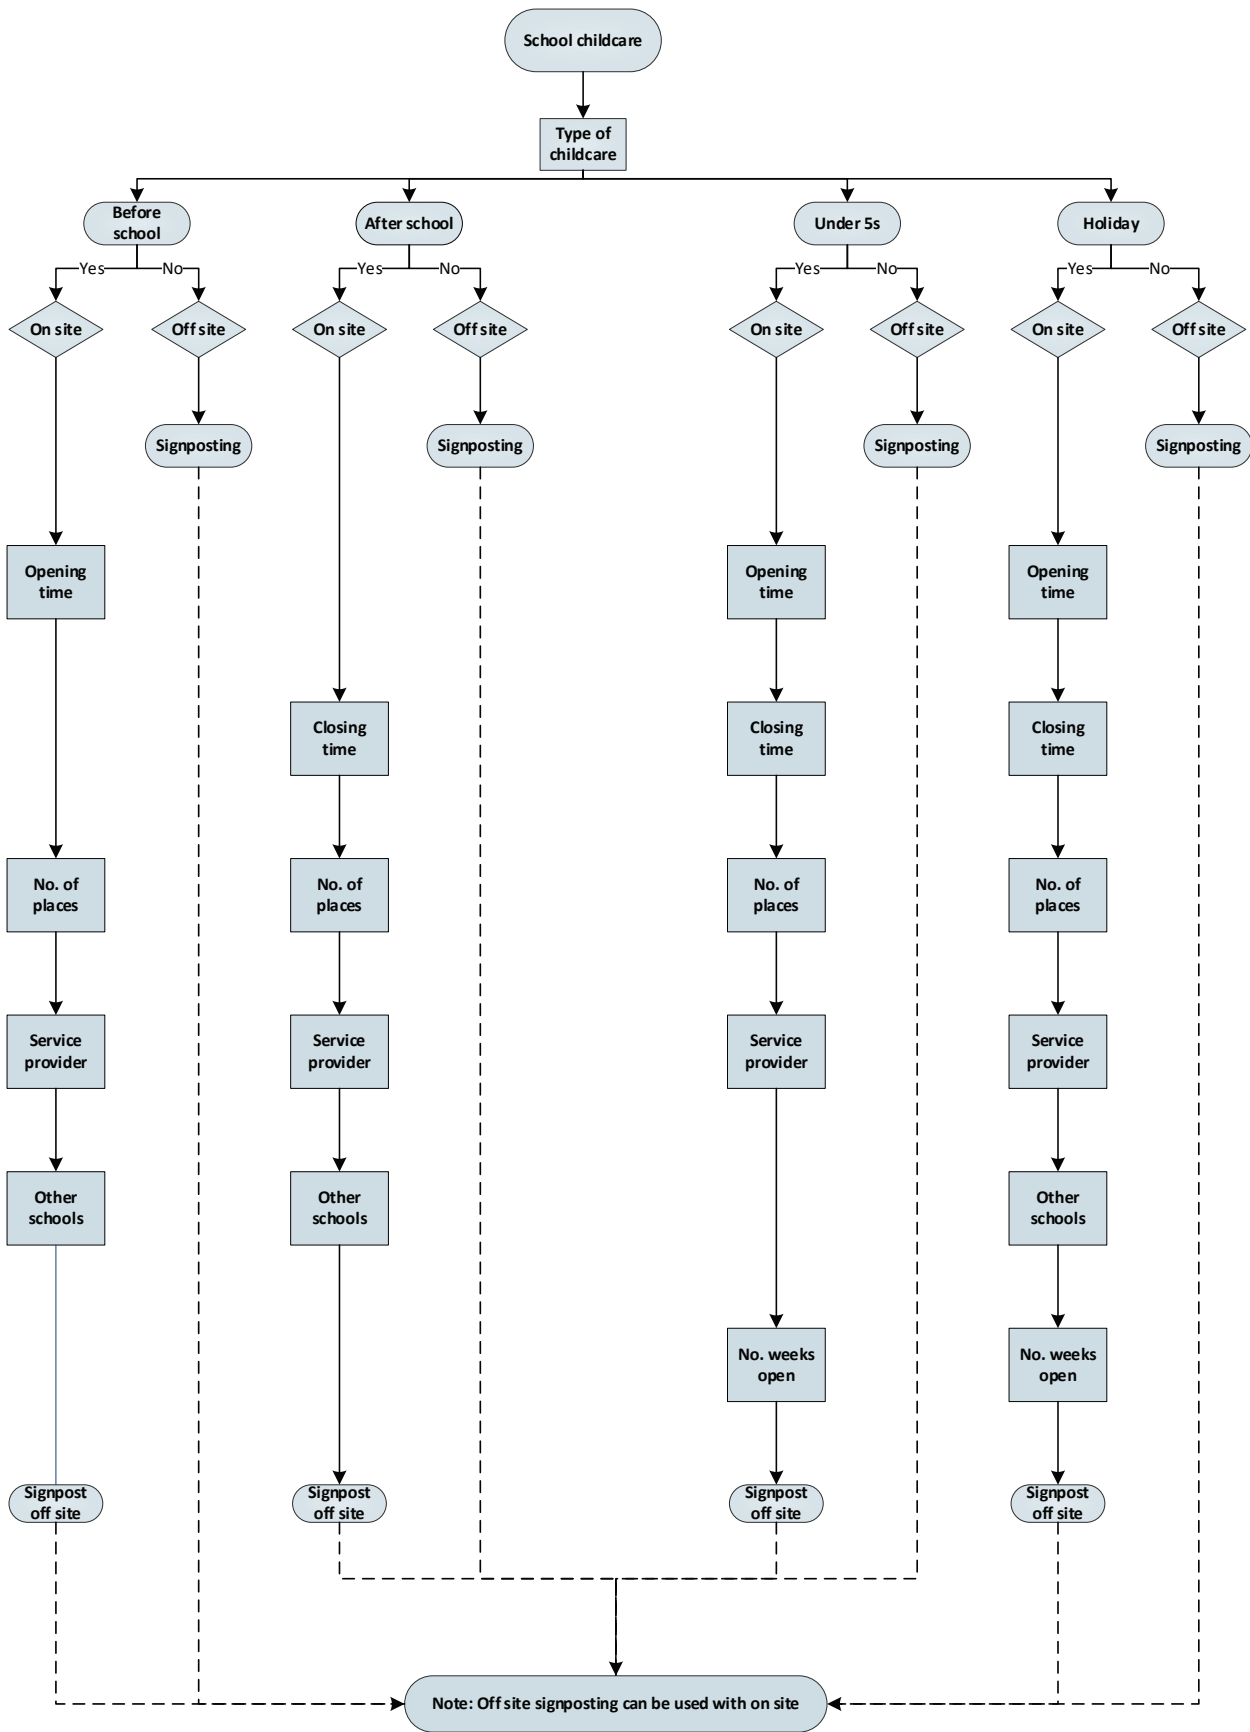 School childcare
Type of
childcare
Before
school
After school
Under 5s
Holiday
Yes
No
Yes
No
Yes
No
Yes
No
On site
Off site
On site
Off site
On site
Off site
On site
Off site
Signposting
Signposting
Signposting
Signposting
Opening
time
Opening
time
Opening
time
Closing
time
Closing
time
Closing
time
No. of
places
No. of
places
No. of
places
No. of
places
Service
provider
Service
provider
Service
provider
Service
provider
Other
schools
Other
schools
Other
schools
No. weeks
open
No. weeks
open
Signpost
off site
Signpost
off site
Signpost
off site
Signpost
off site
Note: Off site signposting can be used with on site